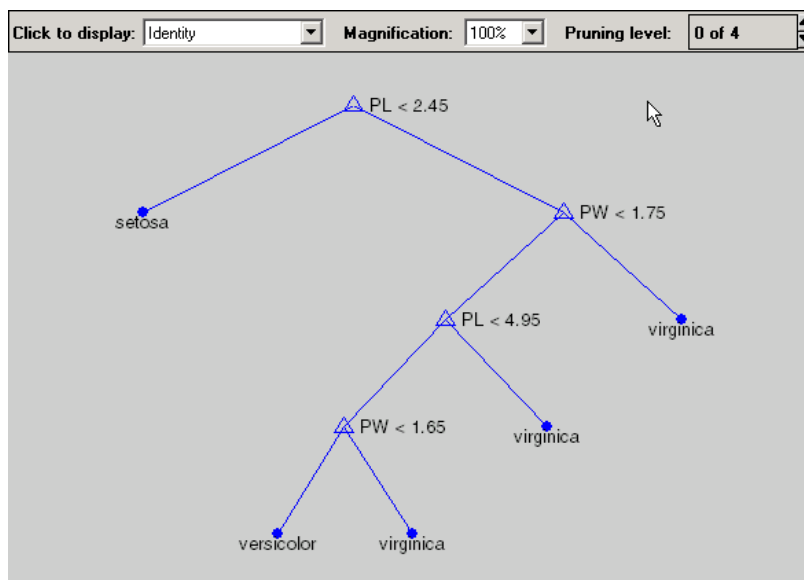 Click to display: Identity Magnification: 100% Pruning level: 0 of 4
PL < 2.45
setosa
PW < 1.75
PL < 4.95
virginica
PW < 1.65
virginica
versicolor virginica